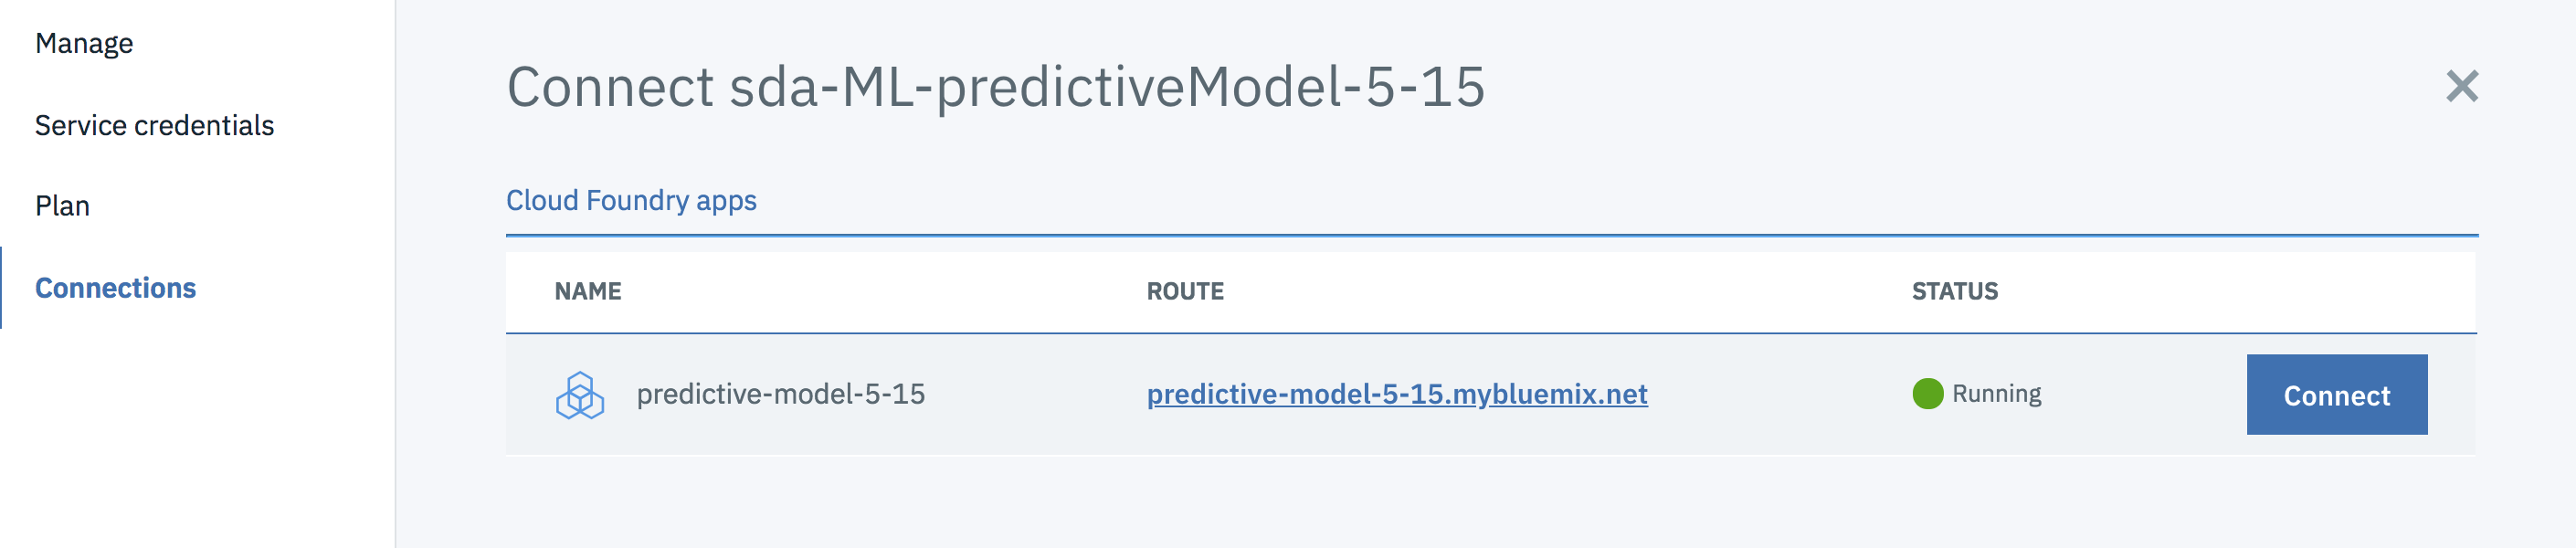 Manage
Service credentials
Plan
Connections
Connect sda-ML-predictiveModel-5-15
Cloud Foundry apps
NAME ROUTE STATUS
predictive-model-5-15 predictive-model-5-15.mybluemix.net Running Connect